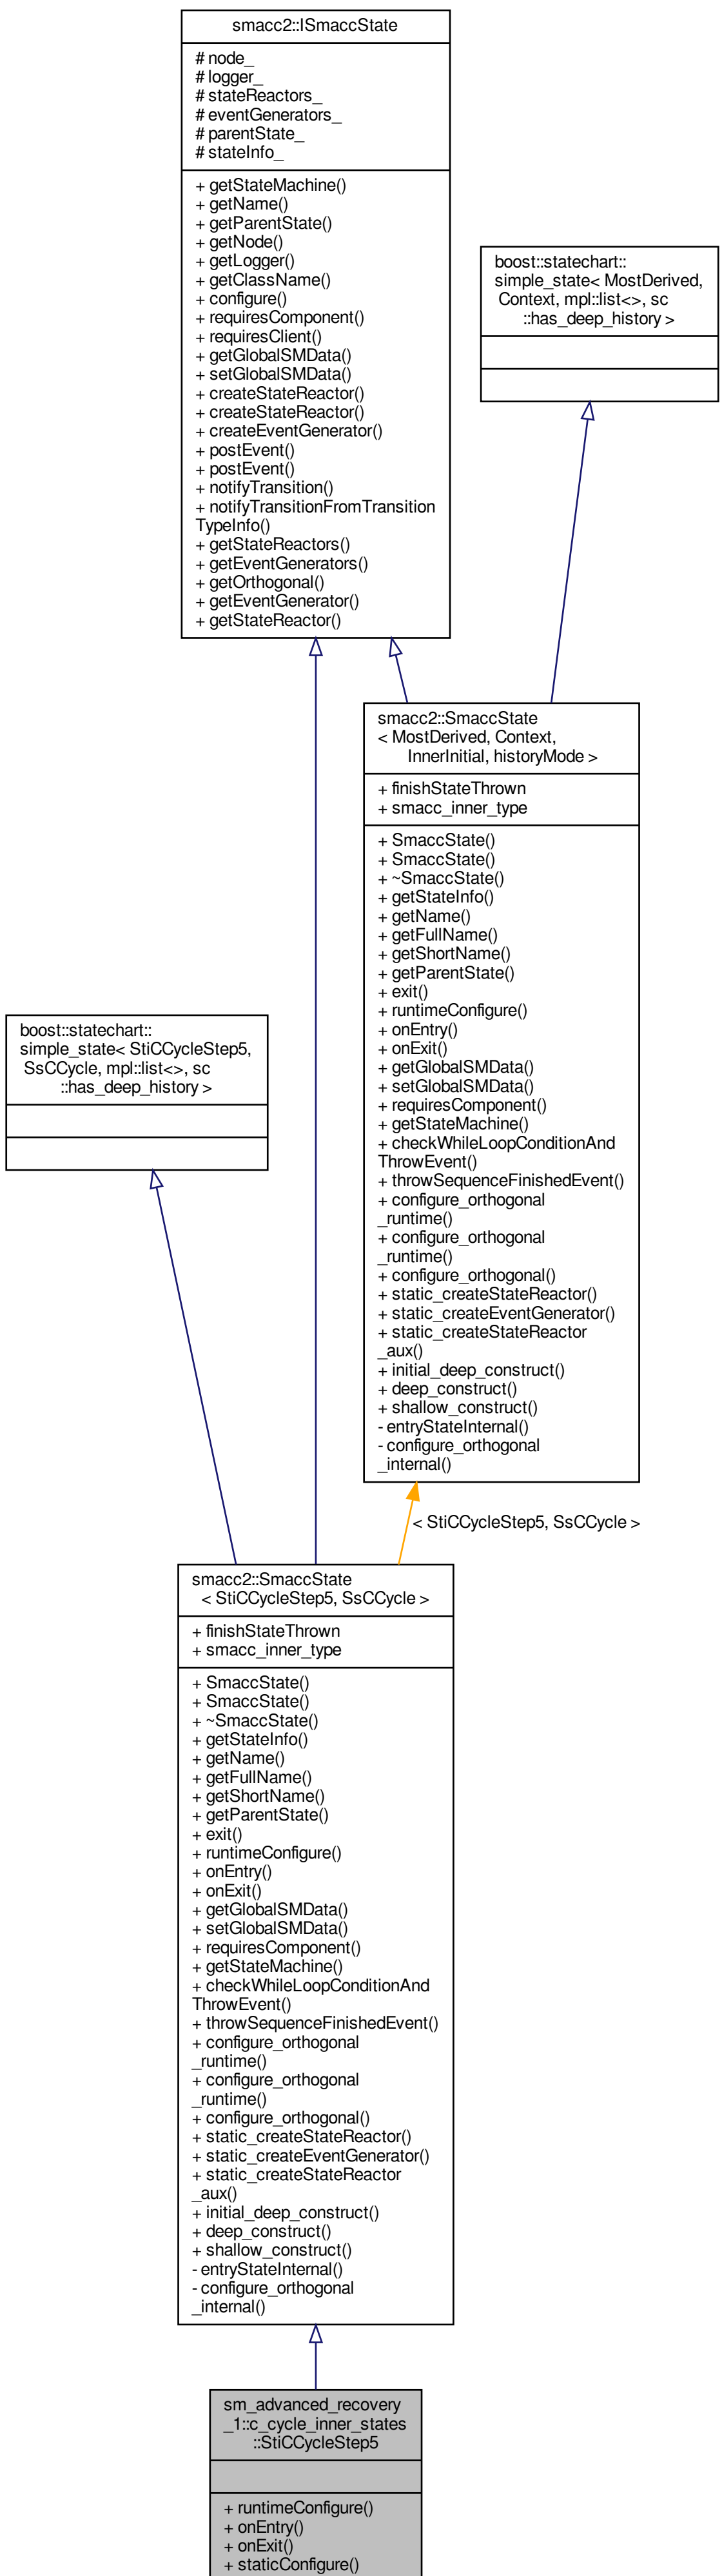 smacc2::ISmaccState
# node_
# logger_
# stateReactors_
# eventGenerators_
# parentState_
# stateInfo_
+ getStateMachine()
+ getName()
+ getParentState()
+ getNode()
+ getLogger()
+ getClassName()
+ configure()
+ requiresComponent()
+ requiresClient()
+ getGlobalSMData()
+ setGlobalSMData()
+ createStateReactor()
+ createStateReactor()
+ createEventGenerator()
+ postEvent()
+ postEvent()
+ notifyTransition()
+ notifyTransitionFromTransition
TypeInfo()
+ getStateReactors()
+ getEventGenerators()
+ getOrthogonal()
+ getEventGenerator()
+ getStateReactor()
boost::statechart::
simple_state< MostDerived,
Context, mpl::list<>, sc
::has_deep_history >
smacc2::SmaccState
< MostDerived, Context,
InnerInitial, historyMode >
+ finishStateThrown
+ smacc_inner_type
+ SmaccState()
+ SmaccState()
+ ~SmaccState()
+ getStateInfo()
+ getName()
+ getFullName()
+ getShortName()
+ getParentState()
+ exit()
+ runtimeConfigure()
+ onEntry()
+ onExit()
+ getGlobalSMData()
+ setGlobalSMData()
+ requiresComponent()
+ getStateMachine()
+ checkWhileLoopConditionAnd
ThrowEvent()
+ throwSequenceFinishedEvent()
+ configure_orthogonal
_runtime()
+ configure_orthogonal
_runtime()
+ configure_orthogonal()
+ static_createStateReactor()
+ static_createEventGenerator()
+ static_createStateReactor
_aux()
+ initial_deep_construct()
+ deep_construct()
+ shallow_construct()
- entryStateInternal()
- configure_orthogonal
_internal()
boost::statechart::
simple_state< StiCCycleStep5,
SsCCycle, mpl::list<>, sc
::has_deep_history >
< StiCCycleStep5, SsCCycle >
smacc2::SmaccState
< StiCCycleStep5, SsCCycle >
+ finishStateThrown
+ smacc_inner_type
+ SmaccState()
+ SmaccState()
+ ~SmaccState()
+ getStateInfo()
+ getName()
+ getFullName()
+ getShortName()
+ getParentState()
+ exit()
+ runtimeConfigure()
+ onEntry()
+ onExit()
+ getGlobalSMData()
+ setGlobalSMData()
+ requiresComponent()
+ getStateMachine()
+ checkWhileLoopConditionAnd
ThrowEvent()
+ throwSequenceFinishedEvent()
+ configure_orthogonal
_runtime()
+ configure_orthogonal
_runtime()
+ configure_orthogonal()
+ static_createStateReactor()
+ static_createEventGenerator()
+ static_createStateReactor
_aux()
+ initial_deep_construct()
+ deep_construct()
+ shallow_construct()
- entryStateInternal()
- configure_orthogonal
_internal()
sm_advanced_recovery
_1::c_cycle_inner_states
::StiCCycleStep5
+ runtimeConfigure()
+ onEntry()
+ onExit()
+ staticConfigure()